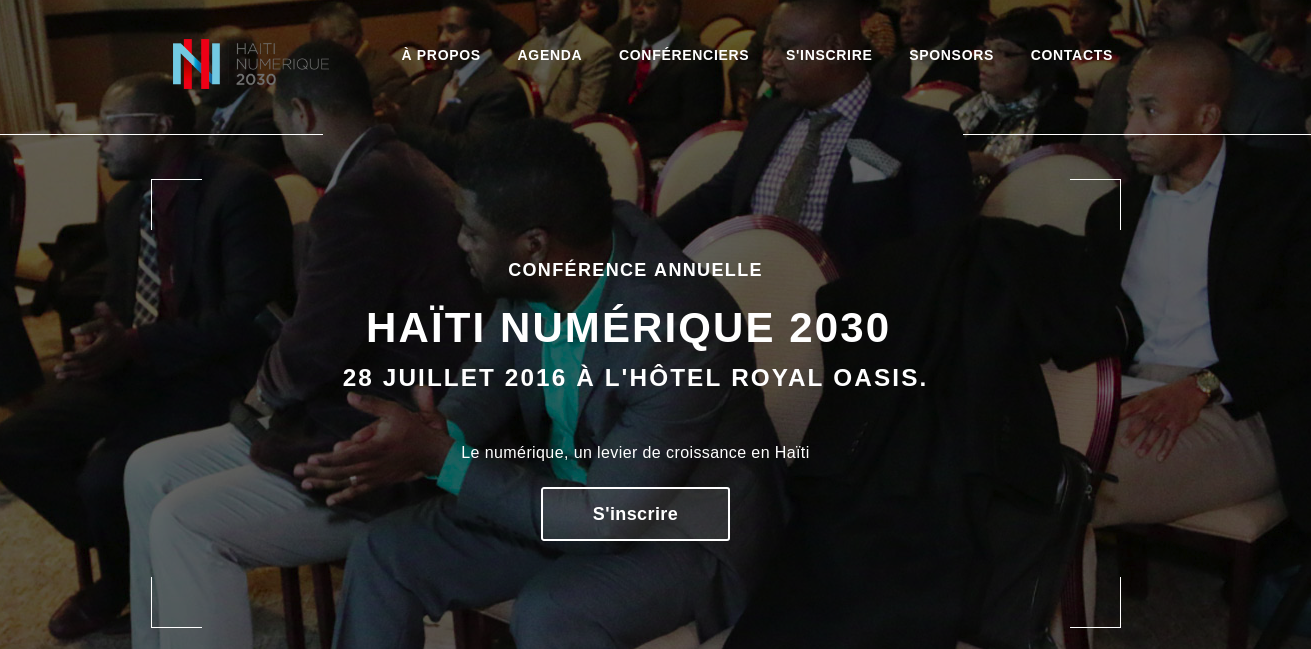 HAITI
NUMERIQUE
2030
À PROPOS AGENDA CONFÉRENCIERS S'INSCRIRE SPONSORS CONTACTS
CONFÉRENCE ANNUELLE
HAÏTI NUMÉRIQUE 2030
28 JUILLET 2016 À L'HÔTEL ROYAL OASIS.
Le numérique, un levier de croissance en Haïti
S'inscrire